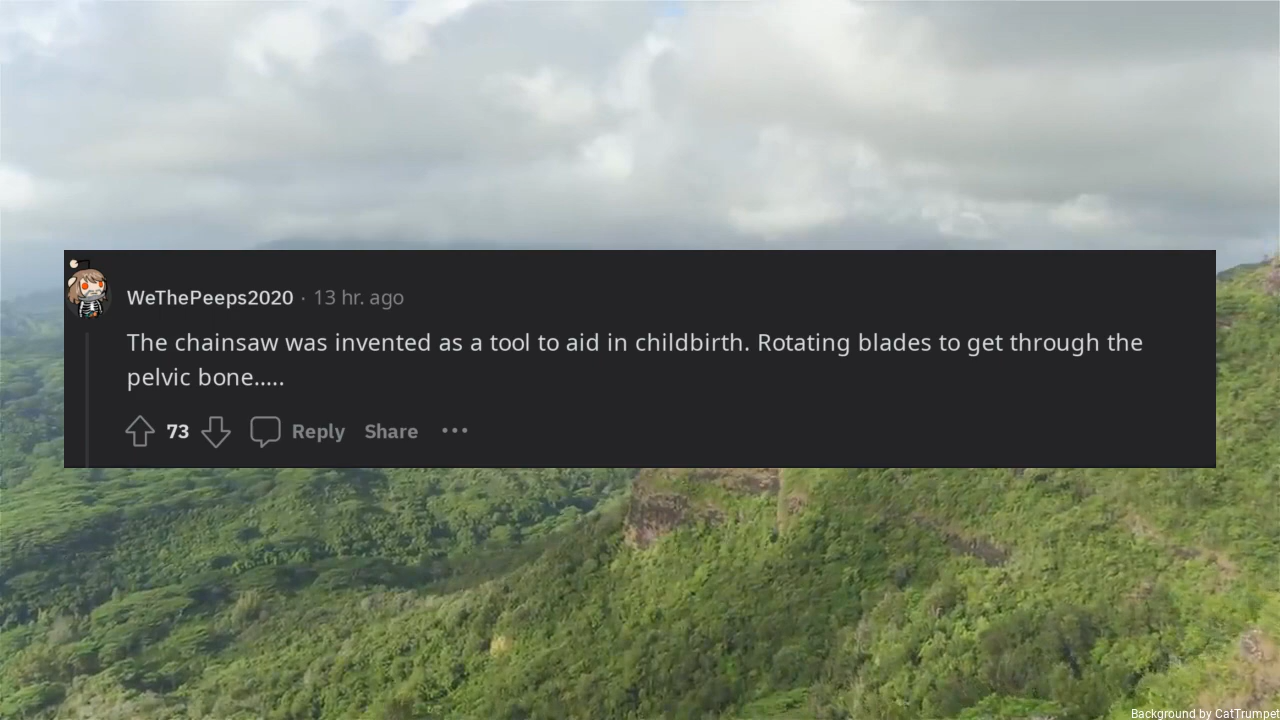 WeThePeeps2020 · 13 hr. ago
The chainsaw was invented as a tool to aid in childbirth. Rotating blades to get through the
pelvic bone.....
73 Reply Share ···
Background by CatTrumpet